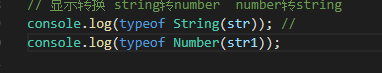 // 显示转换 string转number  number转string
console.log(typeof String(str)); //
console.log(typeof Number(str1));